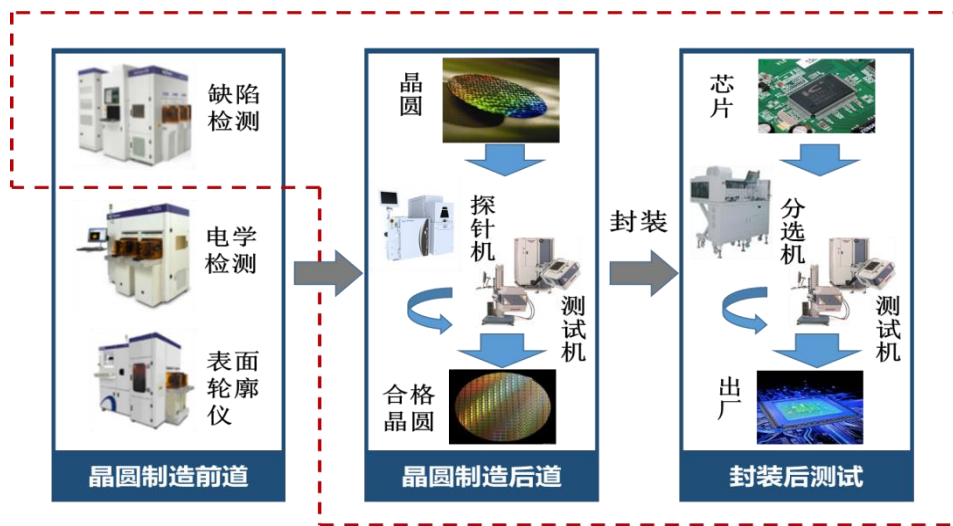 缺陷
检测
电学
检测
表面
轮廓
仪
晶圆制造前道
晶
圆
探
针
机
测
试
机
合格
晶圆
晶圆制造后道
封装
芯
片
分
选
机
测
试
机
出
厂
封装后测试